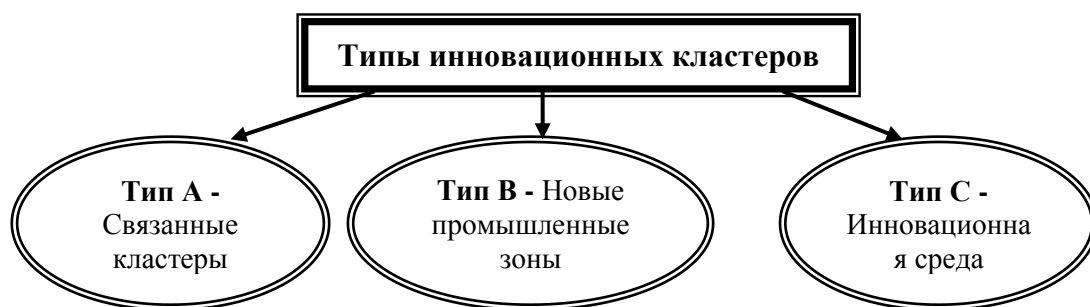 Типы инновационных кластеров
Тип А -
Связанные
кластеры
Тип В - Новые
промышленные
зоны
Тип С -
Инновационна
я среда